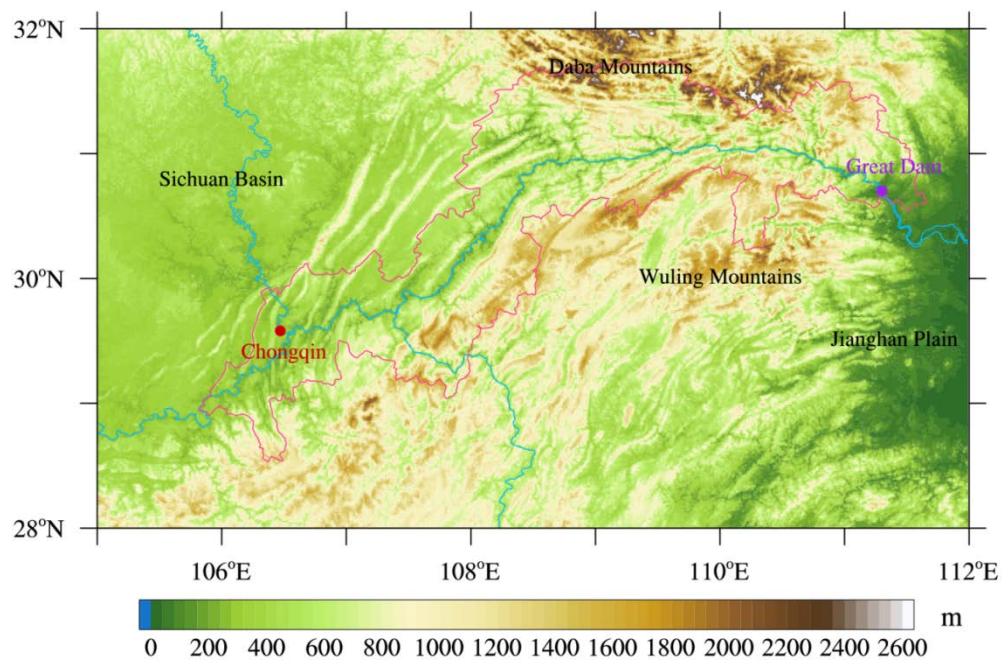 32°N
Daba Mountains
Great Dam
Sichuan Basin
30°N
Wuling Mountains
Jianghan Plain
Chongqin
28°N
106°E 108°E 110°E 112°E
m
0 200 400 600 800 1000 1200 1400 1600 1800 2000 2200 2400 2600